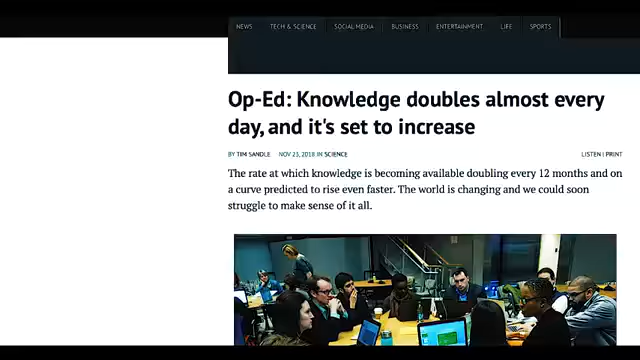 NEWS TECH & SCIENCE SOCIAL MEDIA BUSINESS ENTERTAINMENT LIFE SPORTS
Op-Ed: Knowledge doubles almost every
day, and it's set to increase
BY TIM SANDLE NOV 23, 2018 IN SCIENCE LISTEN | PRINT
The rate at which knowledge is becoming available doubling every 12 months and on
a curve predicted to rise even faster. The world is changing and we could soon
struggle to make sense of it all.